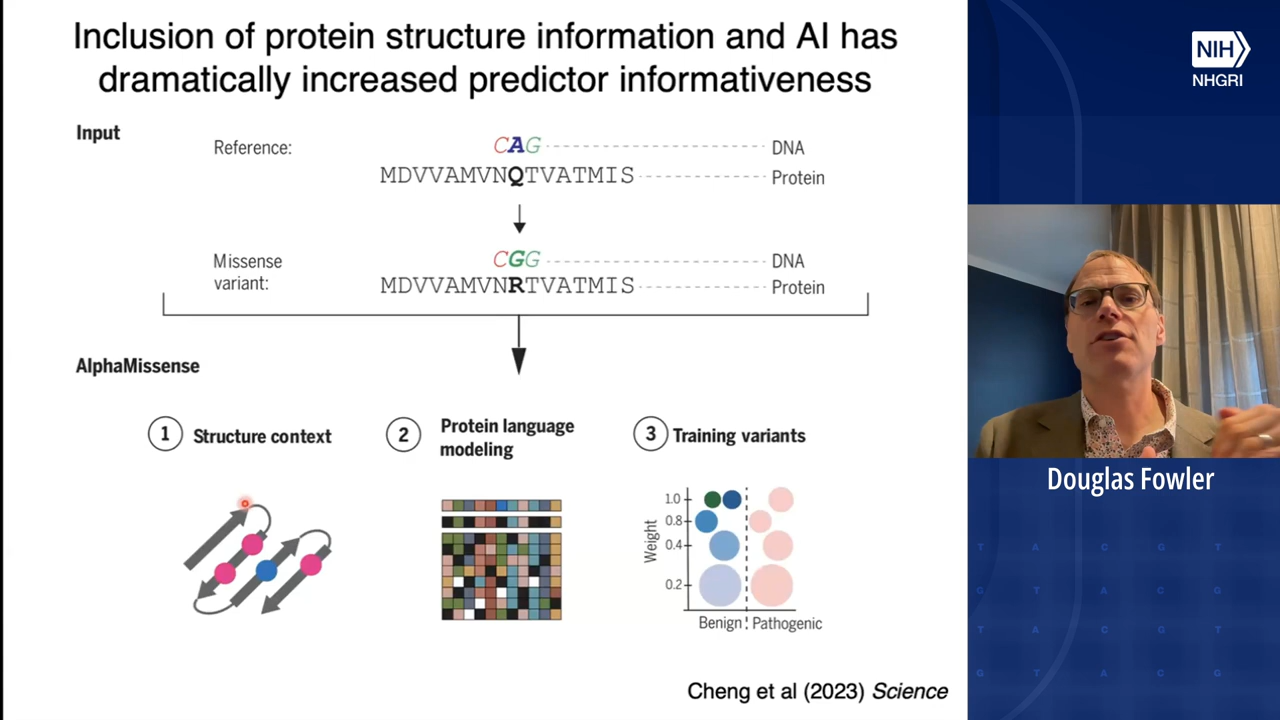 Inclusion of protein structure information and AI has
dramatically increased predictor informativeness
NIH
NHGRI
Input
Reference:
CAG
DNA
MDVVAMVNQTVATMIS
Protein
Missense
variant:
CGG
DNA
MDVVAMVNRTVATMIS
Protein
AlphaMissense
1 Structure context
2 Protein language
modeling
3 Training variants
Weight
1.0
0.8
0.4
0.2
Benign Pathogenic
Cheng et al (2023) Science
Douglas Fowler
T A C G T
G T A C G
T A C G T
G T A C G